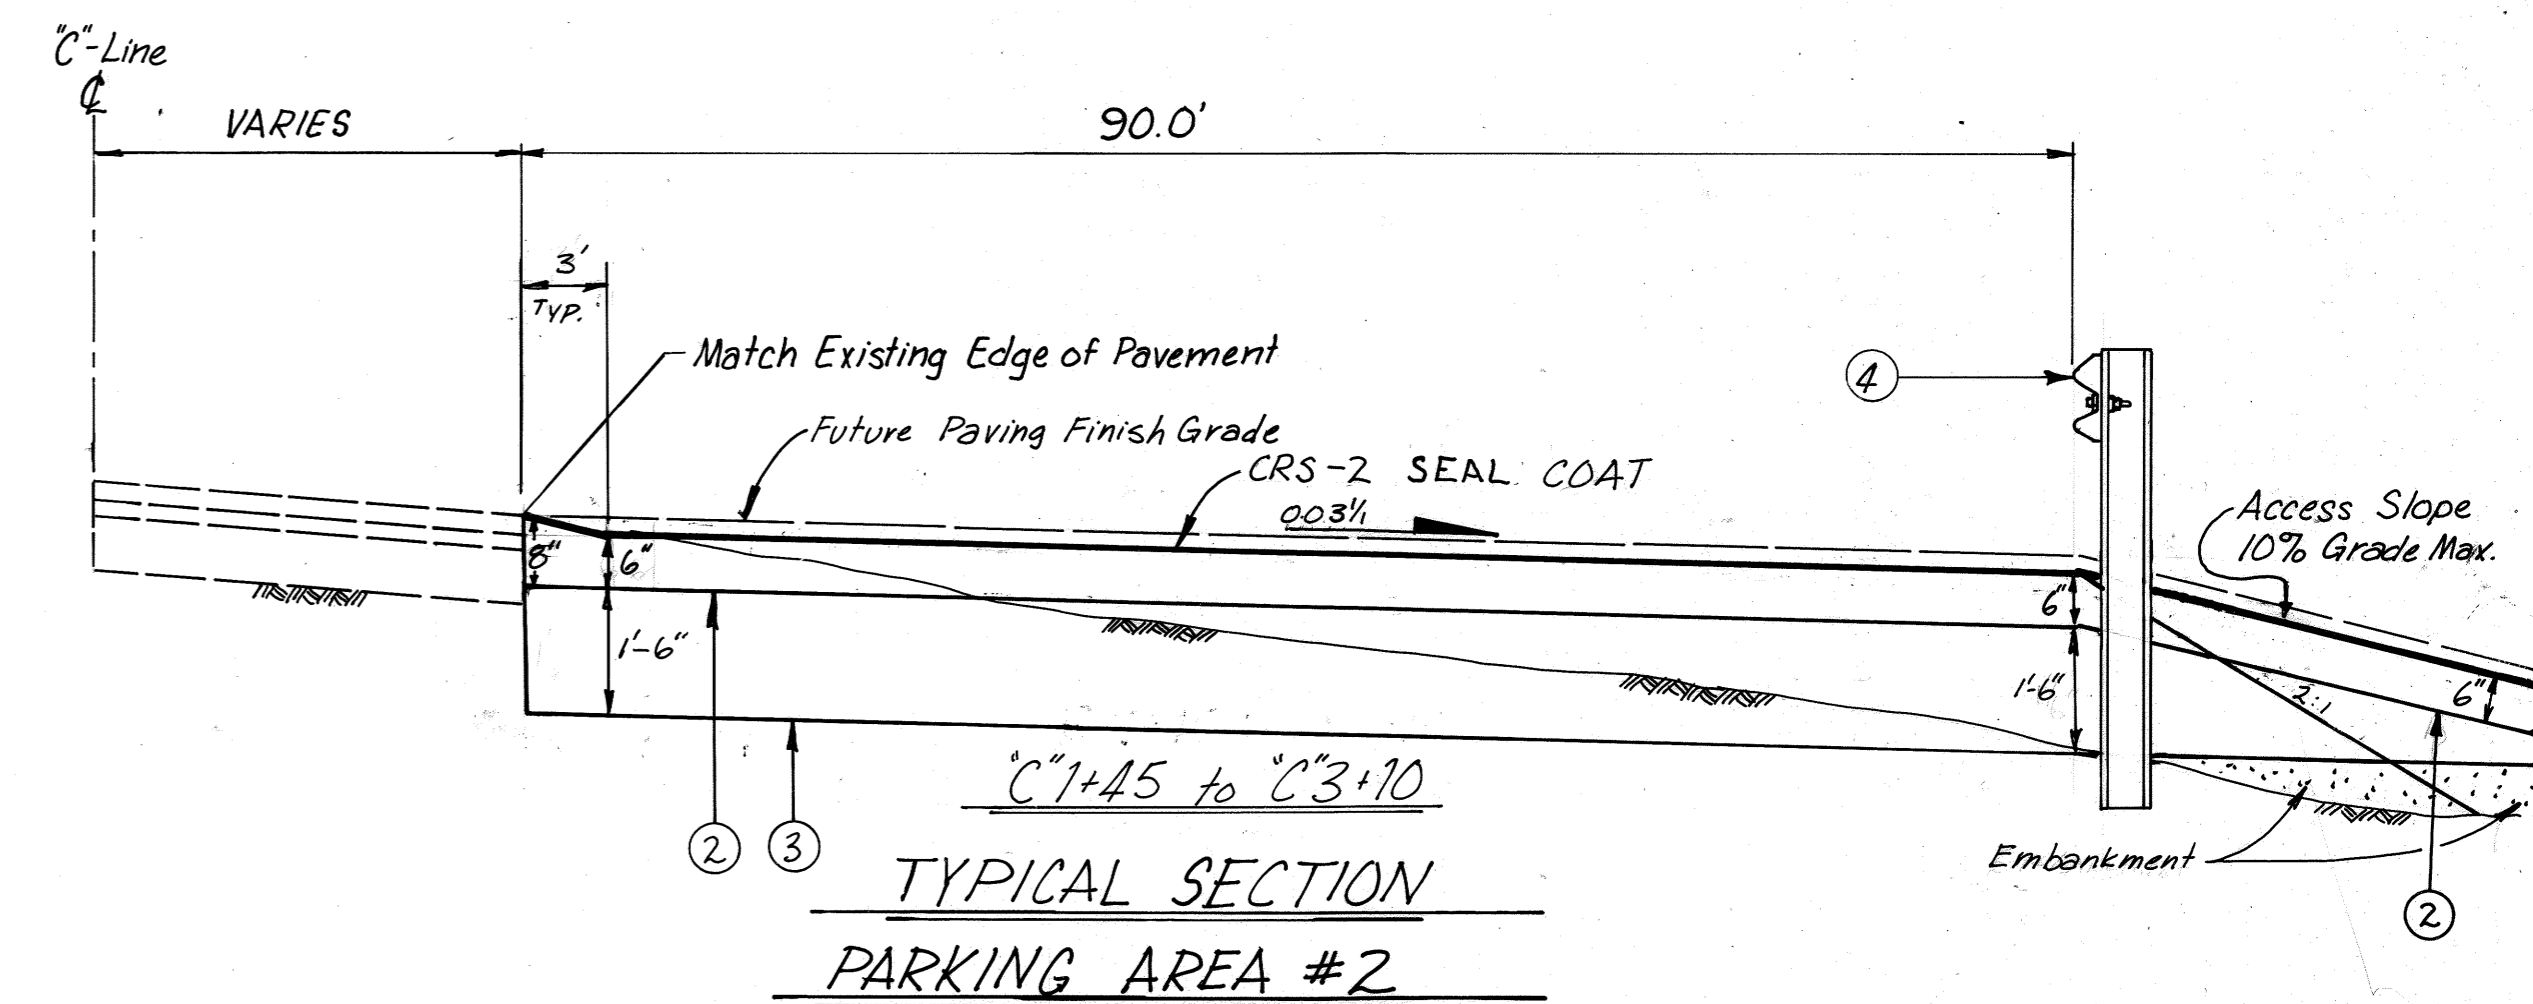 "C"-Line
℄
VARIES
90.0'
3'
TYP.
Match Existing Edge of Pavement
4
Future Paving Finish Grade
CRS-2 SEAL COAT
0.03'/1
Access Slope
10% Grade Max.
8"
6"
6"
1'-6"
1'-6"
6"
2:1
"C"1+45 to "C"3+10
2
3
Embankment
2
TYPICAL SECTION
PARKING AREA #2